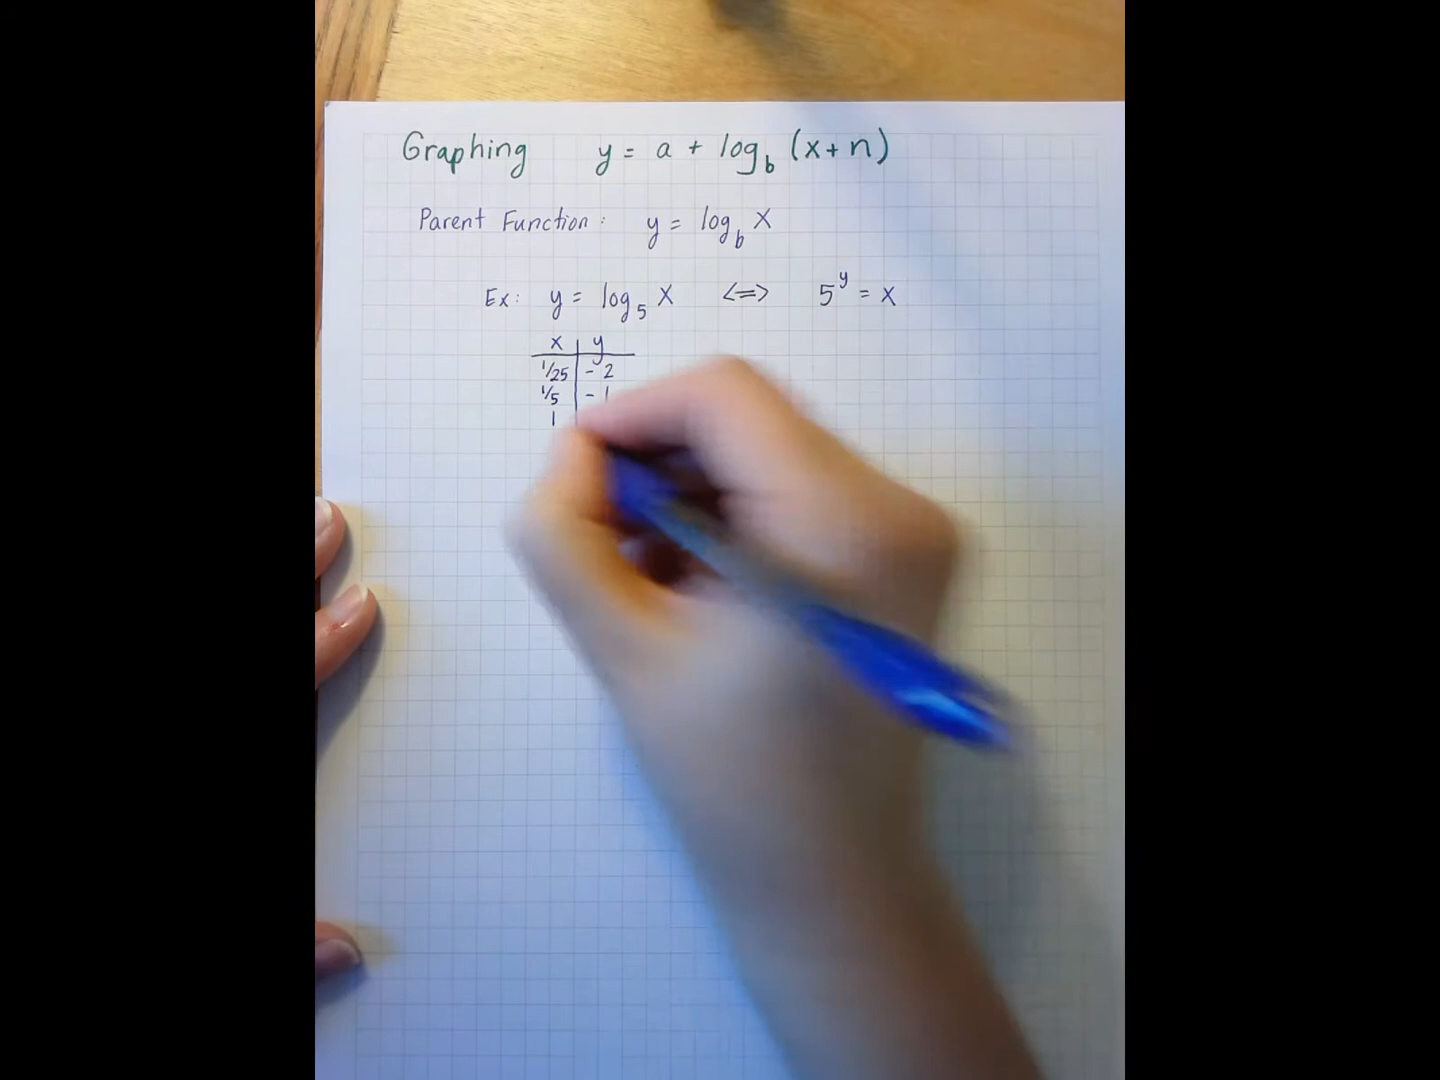 Graphing y = a + log_b (x+n)
Parent Function: y = log_b x
Ex: y = log_5 x <=> 5^y = x
x y
1/25 - 2
1/5 - 1
1